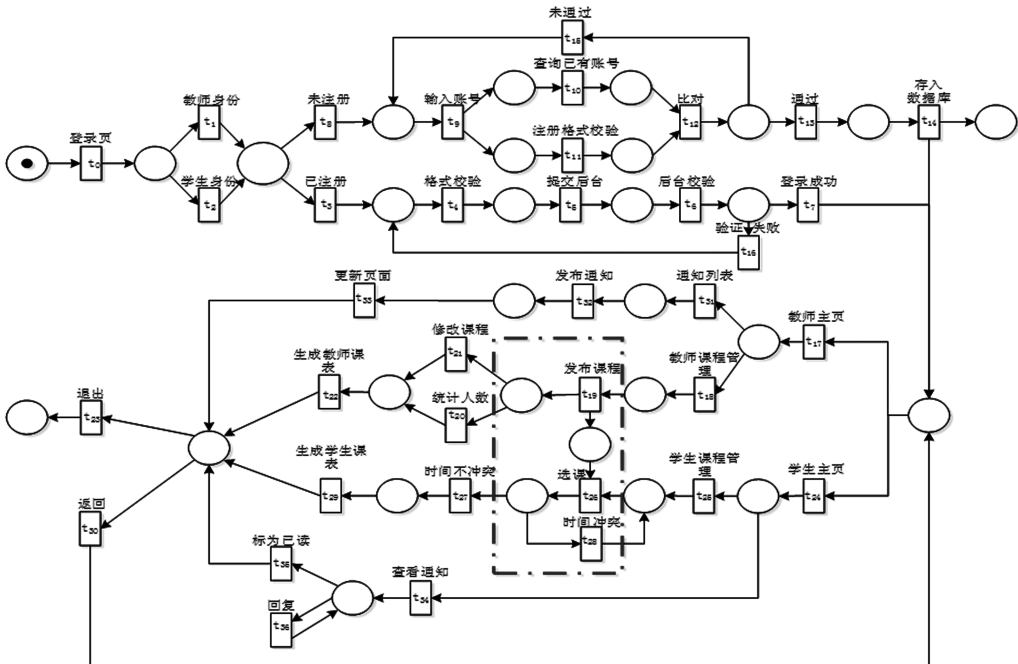 未通过
t15
查询已有账号
t10
教师身份
t1
未注册
t8
输入账号
t9
比对
t12
通过
t13
存入
数据库
t14
登录页
t0
注册格式校验
t11
学生身份
t2
已注册
t3
格式校验
t4
提交后台
t5
后台校验
t6
登录成功
t7
验证失败
t16
更新页面
t33
发布通知
t32
通知列表
t31
教师主页
t17
修改课程
t21
生成教师课
表
t22
发布课程
t19
教师课程管
理
t18
统计人数
t20
退出
t23
生成学生课
表
t29
时间不冲突
t27
选课
t26
学生课程管
理
t25
学生主页
t24
返回
t30
时间冲突
t28
标为已读
t35
查看通知
t34
回复
t36